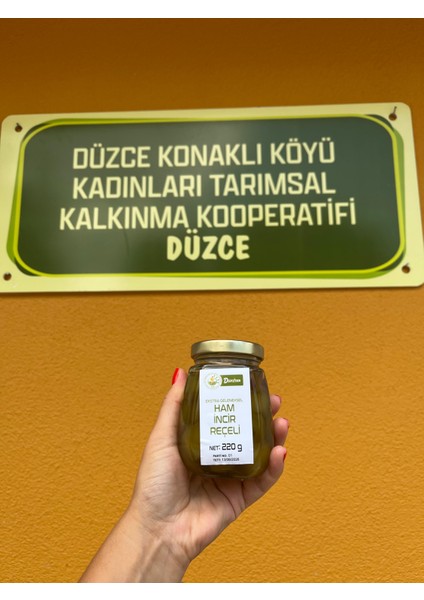 DÜZCE KONAKLI KÖYÜ
KADINLARI TARIMSAL
KALKINMA KOOPERATİFİ
DÜZCE
HAM
İNCİR
REÇELİ
NET: 220 g